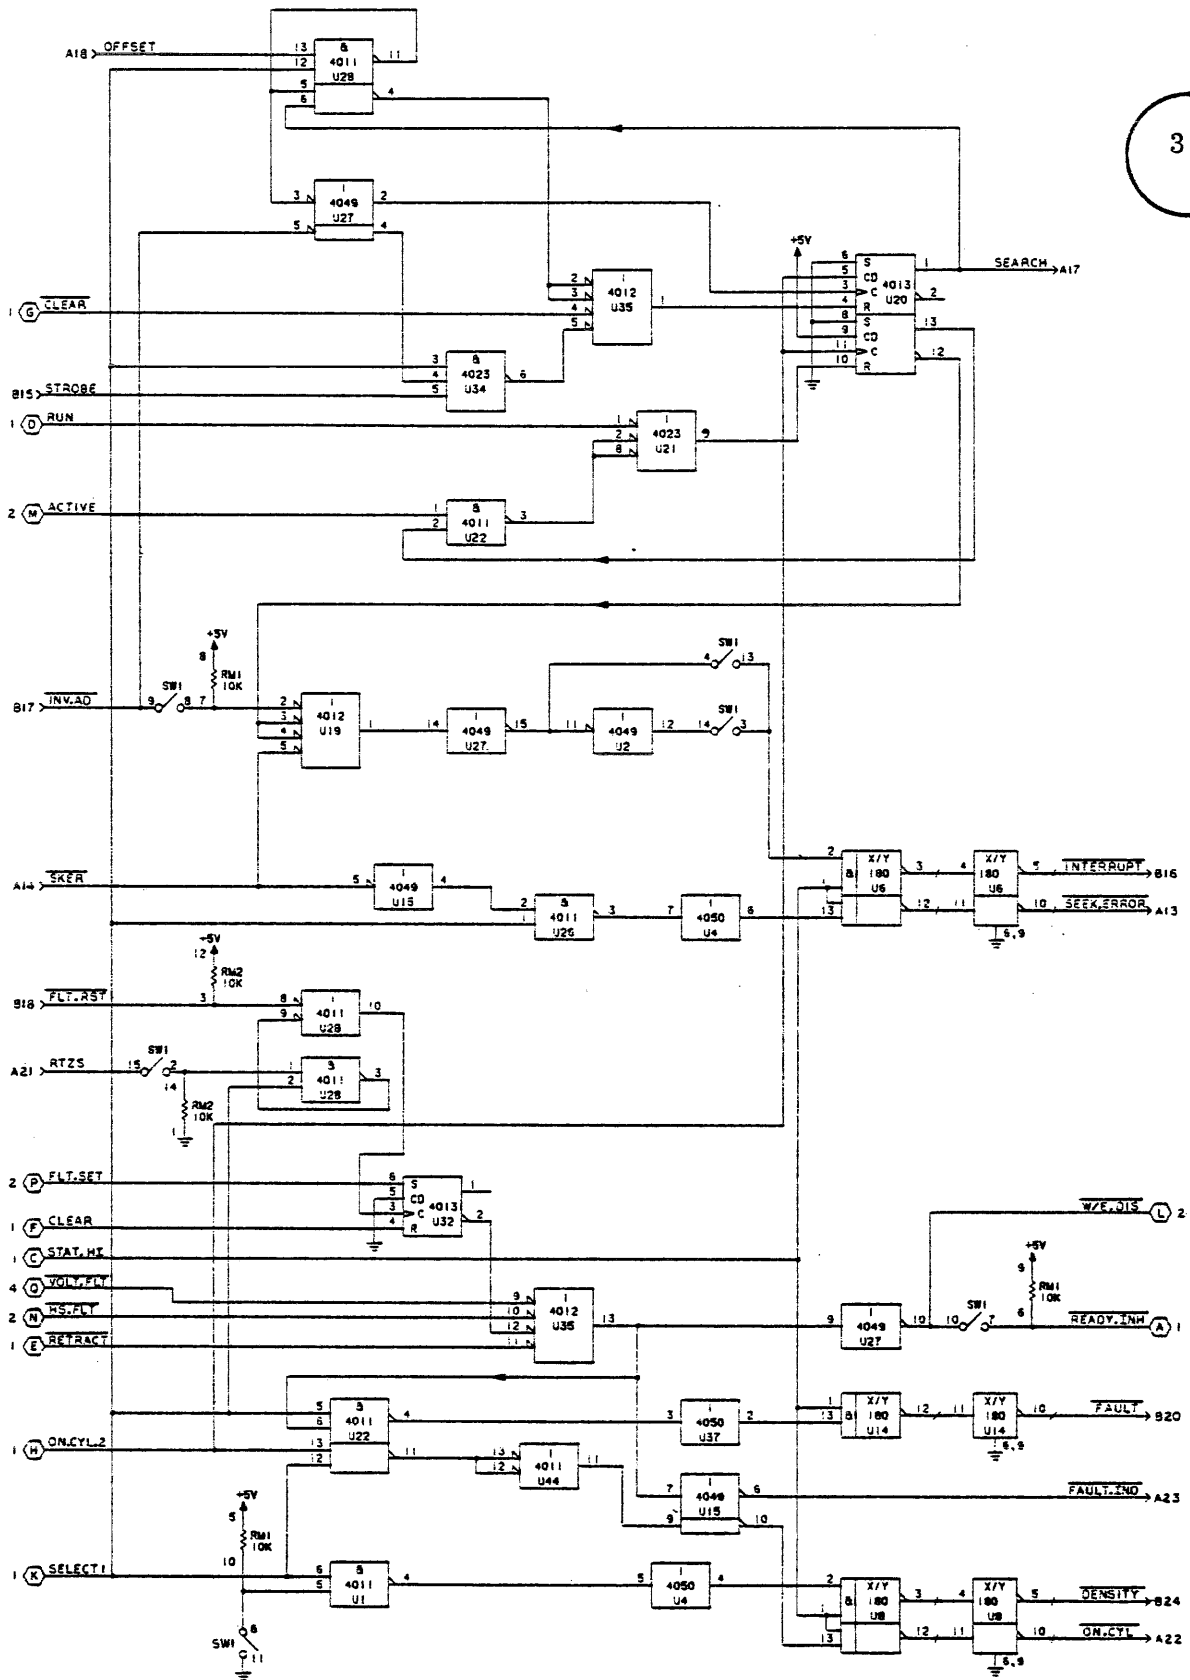 3
A18 OFFSET
13 & 11
12 4011
U28
5 4
6
3 1 2
4049
U27
5 4
+5V
6 S 1 SEARCH A17
5 CD
3 C 4013 2
4 R U20
8 S 13
9 CD
11 C 12
10 R
2 1
3 4012
4 U35 1
5
1 G CLEAR
3 & 6
4 4023
5 U34
B15 STROBE
1 D RUN
1 1 9
2 4023
8 U21
2 M ACTIVE
1 & 3
2 4011
U22
+5V
8
RM1
10K
SW1
4 13
B17 INV.AD
9 SW1 8 7
2 1
3 4012 1
4 U19
5
14 1 15
4049
U27
11 1 12
4049
U2
14 SW1 3
A14 SKER
5 1 4
4049
U15
2 & 3
1 4011
U26
7 1 6
4050
U4
2 X/Y 3
& 180
1 U6
13 12
4 X/Y 5
180
U6
11 10
6,9
INTERRUPT B16
SEEK.ERROR A13
+5V
12
RM2
10K
3
B18 FLT.RST
8 1 10
9 4011
U28
A21 RTZS
15 SW1 2
14
RM2
10K
1
1 & 3
2 4011
U28
2 P FLT.SET
6 S 1
5 CD
3 C 4013 2
4 R U32
1 F CLEAR
1 C STAT.HI
4 Q VOLT.FLT
2 N HS.FLT
1 E RETRACT
9 1
10 4012 13
12 U35
11
9 1 10
4049
U27
W/E.DIS L 2
+5V
9
RM1
10K
6
10 SW1 7
READY.INH A 1
5 & 4
6 4011
U22
13 11
12
3 1 2
4050
U37
1 X/Y 12
13 & 180
U14
11 X/Y 10
180
U14
6,9
FAULT B20
1 H ON.CYL.2
13 1 11
12 4011
U44
7 1 6
4049
U15
9 10
FAULT.IND A23
+5V
5
RM1
10K
10
1 K SELECT1
6 & 4
5 4011
U1
5 1 4
4050
U4
2 X/Y 3
& 180
1 U8
13 12
4 X/Y 5
180
U8
11 10
6,9
DENSITY B24
ON.CYL A22
SW1
6
11